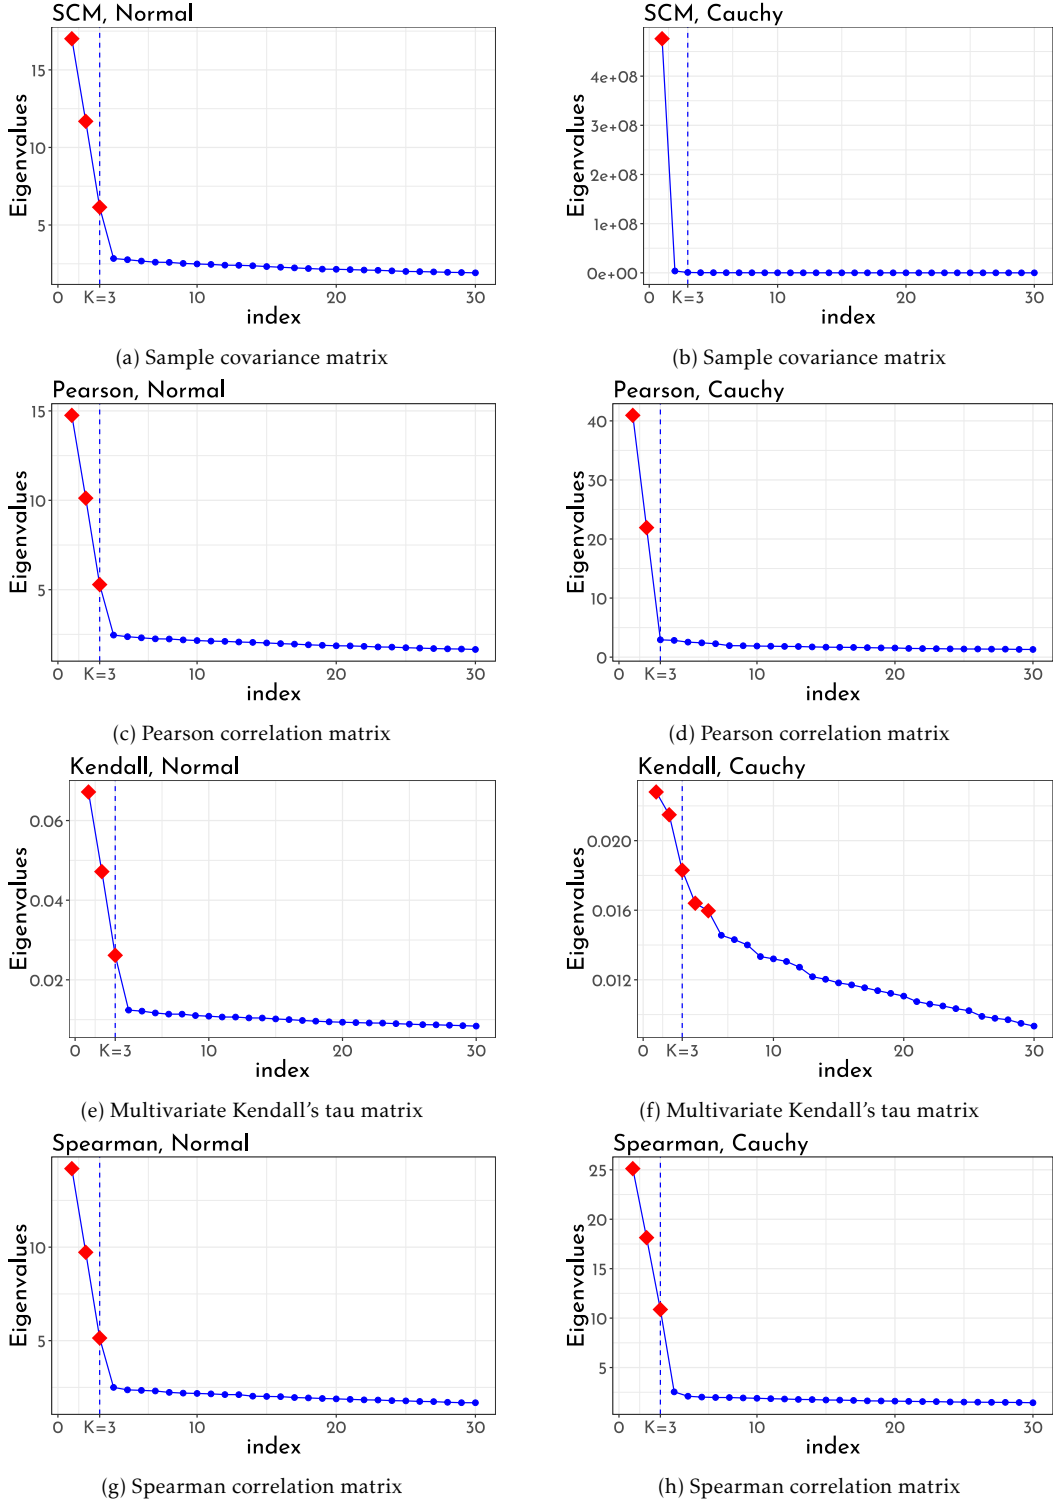 SCM, Normal
Eigenvalues
15
10
5
0 K=3 10 20 30
index
(a) Sample covariance matrix
SCM, Cauchy
Eigenvalues
4e+08
3e+08
2e+08
1e+08
0e+00
0 K=3 10 20 30
index
(b) Sample covariance matrix
Pearson, Normal
Eigenvalues
15
10
5
0 K=3 10 20 30
index
(c) Pearson correlation matrix
Pearson, Cauchy
Eigenvalues
40
30
20
10
0
0 K=3 10 20 30
index
(d) Pearson correlation matrix
Kendall, Normal
Eigenvalues
0.06
0.04
0.02
0 K=3 10 20 30
index
(e) Multivariate Kendall's tau matrix
Kendall, Cauchy
Eigenvalues
0.020
0.016
0.012
0 K=3 10 20 30
index
(f) Multivariate Kendall's tau matrix
Spearman, Normal
Eigenvalues
10
5
0 K=3 10 20 30
index
(g) Spearman correlation matrix
Spearman, Cauchy
Eigenvalues
25
20
15
10
5
0 K=3 10 20 30
index
(h) Spearman correlation matrix